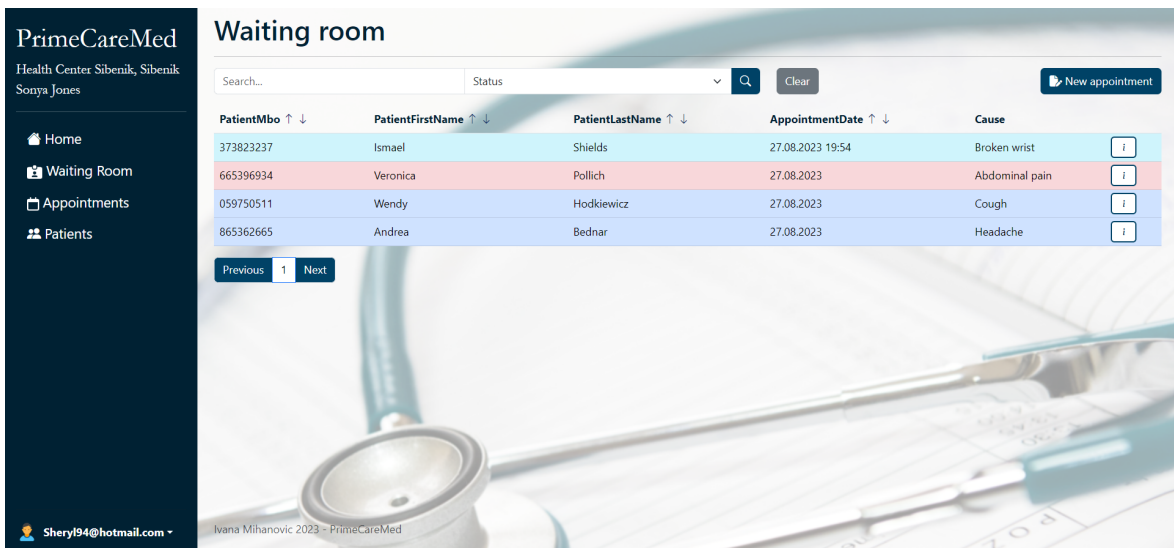 PrimeCareMed
Health Center Sibenik, Sibenik
Sonya Jones
Home
Waiting Room
Appointments
Patients
Sheryl94@hotmail.com
Waiting room
Search... Status Clear New appointment
PatientMbo ↑ ↓ PatientFirstName ↑ ↓ PatientLastName ↑ ↓ AppointmentDate ↑ ↓ Cause
373823237 Ismael Shields 27.08.2023 19:54 Broken wrist i
665396934 Veronica Pollich 27.08.2023 Abdominal pain i
059750511 Wendy Hodkiewicz 27.08.2023 Cough i
865362665 Andrea Bednar 27.08.2023 Headache i
Previous 1 Next
Ivana Mihanovic 2023 - PrimeCareMed